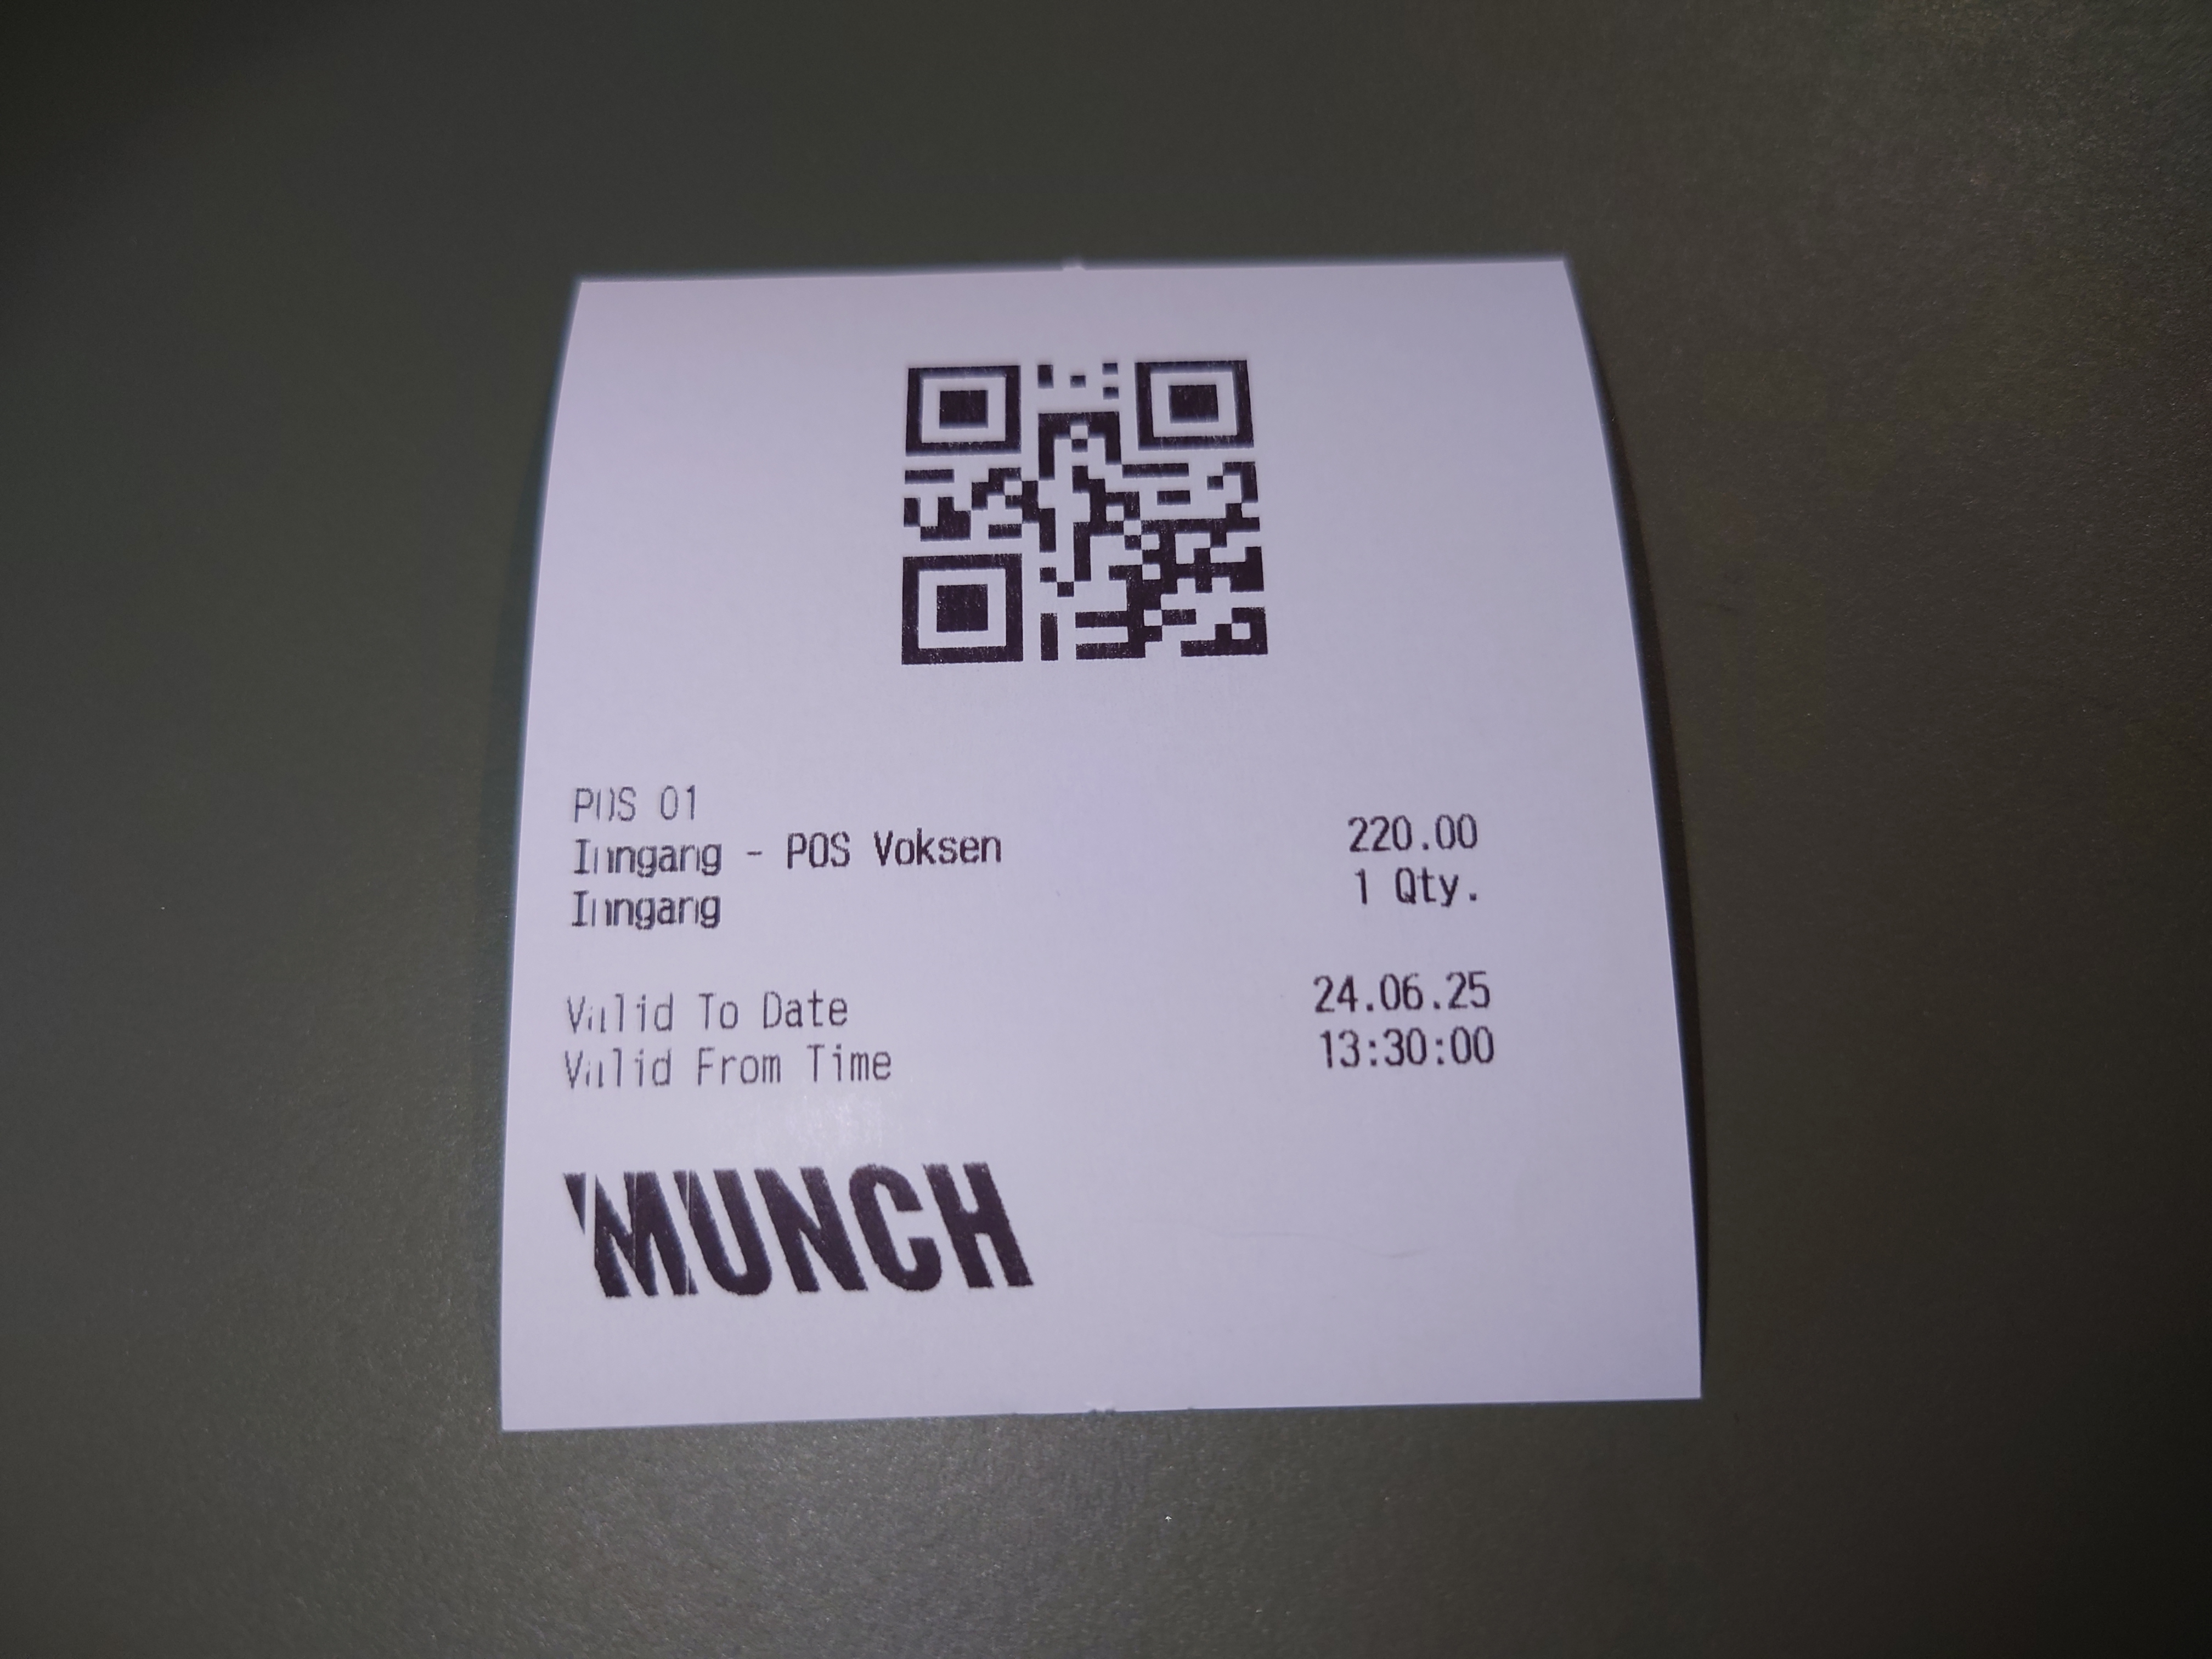 POS 01
Inngang - POS Voksen 220.00
Inngang 1 Qty.
Valid To Date 24.06.25
Valid From Time 13:30:00
MUNCH